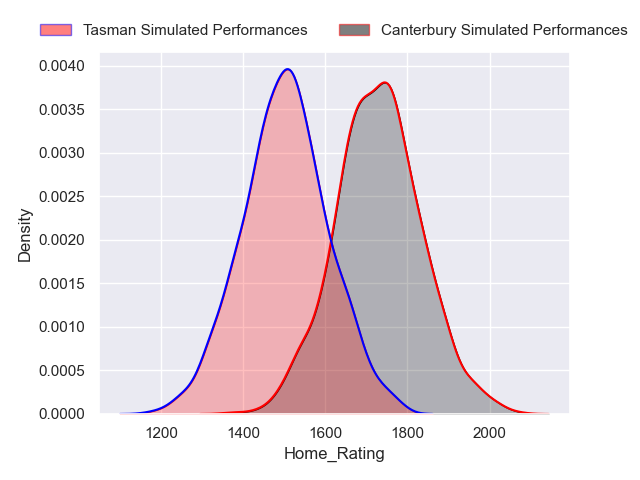 Tasman Simulated Performances
Canterbury Simulated Performances
0.0040
0.0035
0.0030
0.0025
0.0020
0.0015
0.0010
0.0005
0.0000
Density
1200 1400 1600 1800 2000
Home_Rating